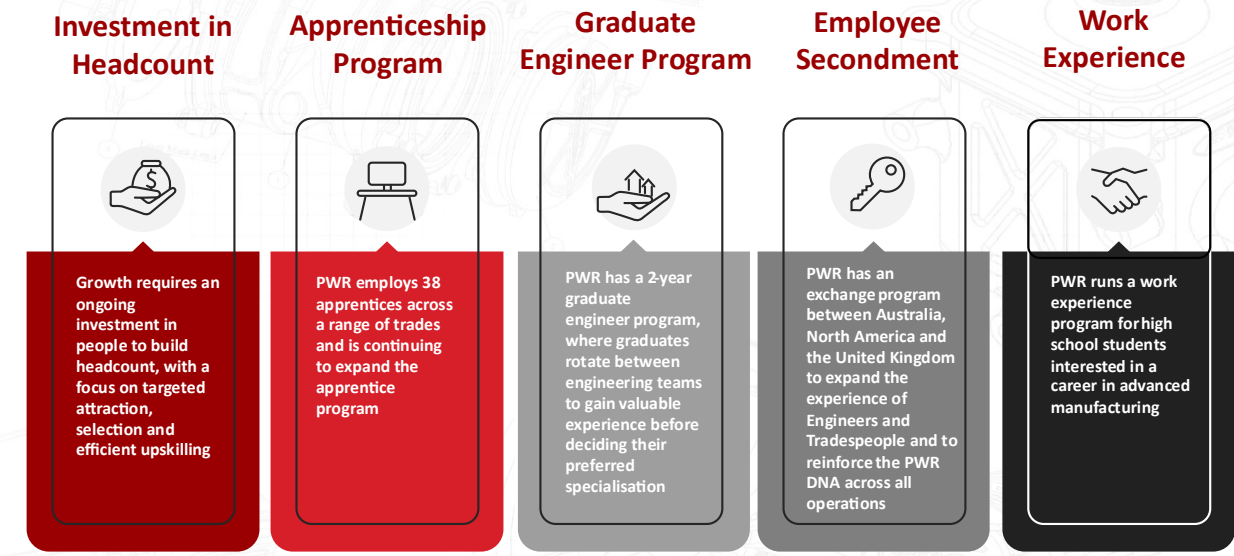 Investment in
Headcount
Growth requires an
ongoing
investment in
people to build
headcount, with a
focus on targeted
attraction,
selection and
efficient upskilling
Apprenticeship
Program
PWR employs 38
apprentices across
a range of trades
and is continuing
to expand the
apprentice
program
Graduate
Engineer Program
PWR has a 2-year
graduate
engineer program,
where graduates
rotate between
engineering teams
to gain valuable
experience before
deciding their
preferred
specialisation
Employee
Secondment
PWR has an
exchange program
between Australia,
North America and
the United Kingdom
to expand the
experience of
Engineers and
Tradespeople and to
reinforce the PWR
DNA across all
operations
Work
Experience
PWR runs a work
experience
program for high
school students
interested in a
career in advanced
manufacturing